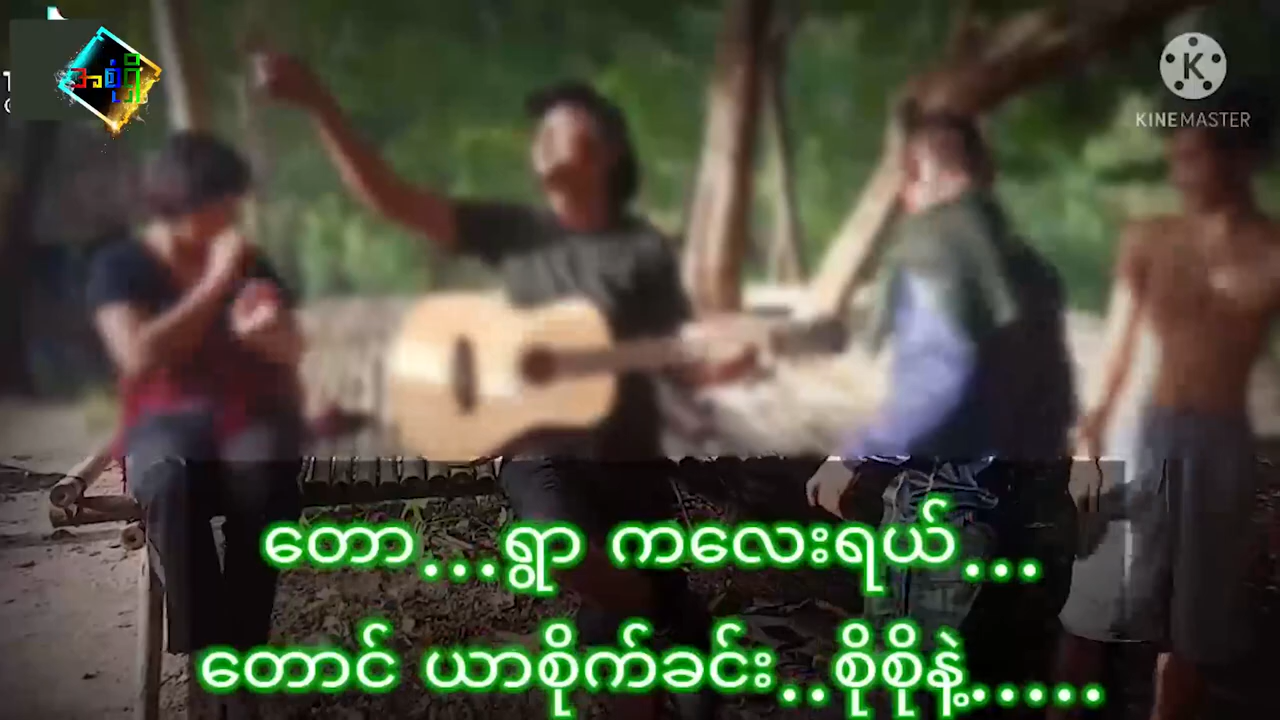 KINEMASTER
တော...ရွာ ကလေးရယ်...
တောင် ယာစိုက်ခင်း..စိုစိုနဲ့.....